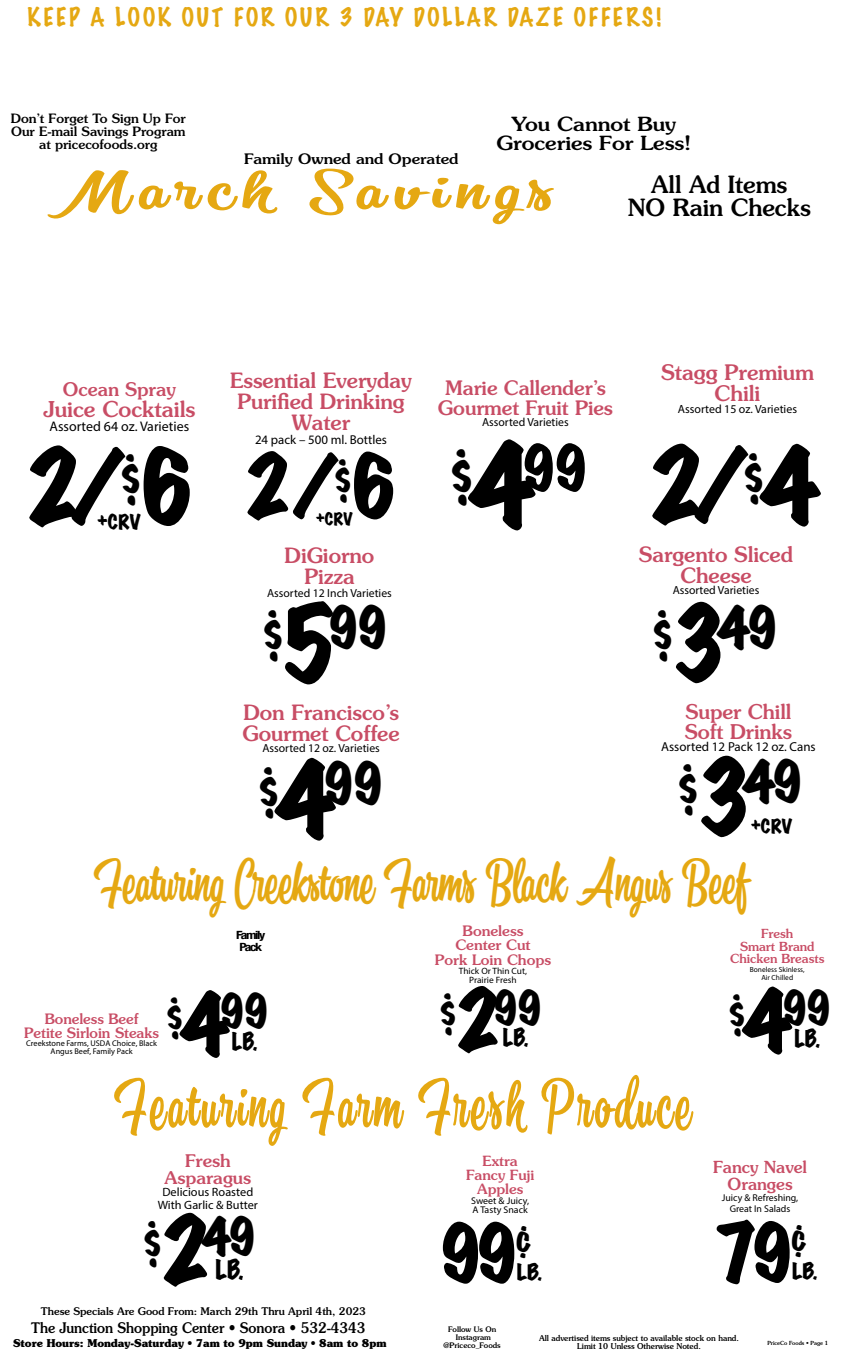 KEEP A LOOK OUT FOR OUR 3 DAY DOLLAR DAZE OFFERS!
Don't Forget To Sign Up For
Our E-mail Savings Program
at pricecofoods.org
You Cannot Buy
Groceries For Less!
Family Owned and Operated
March Savings
All Ad Items
NO Rain Checks
Ocean Spray
Juice Cocktails
Assorted 64 oz. Varieties
2/$6
+CRV
Essential Everyday
Purified Drinking
Water
24 pack – 500 ml. Bottles
2/$6
+CRV
Marie Callender's
Gourmet Fruit Pies
Assorted Varieties
$4 99
Stagg Premium
Chili
Assorted 15 oz. Varieties
2/$4
DiGiorno
Pizza
Assorted 12 Inch Varieties
$5 99
Sargento Sliced
Cheese
Assorted Varieties
$3 49
Don Francisco's
Gourmet Coffee
Assorted 12 oz. Varieties
$4 99
Super Chill
Soft Drinks
Assorted 12 Pack 12 oz. Cans
$3 49
+CRV
Featuring Creekstone Farms Black Angus Beef
Family
Pack
Boneless Beef
Petite Sirloin Steaks
Creekstone Farms, USDA Choice, Black
Angus Beef, Family Pack
$4 99
LB.
Boneless
Center Cut
Pork Loin Chops
Thick Or Thin Cut,
Prairie Fresh
$2 99
LB.
Fresh
Smart Brand
Chicken Breasts
Boneless Skinless,
Air Chilled
$4 99
LB.
Featuring Farm Fresh Produce
Fresh
Asparagus
Delicious Roasted
With Garlic & Butter
$2 49
LB.
Extra
Fancy Fuji
Apples
Sweet & Juicy,
A Tasty Snack
99¢
LB.
Fancy Navel
Oranges
Juicy & Refreshing,
Great In Salads
79¢
LB.
These Specials Are Good From: March 29th Thru April 4th, 2023
The Junction Shopping Center • Sonora • 532-4343
Store Hours: Monday-Saturday • 7am to 9pm Sunday • 8am to 8pm
Follow Us On
Instagram
@Priceco_Foods
All advertised items subject to available stock on hand.
Limit 10 Unless Otherwise Noted.
PriceCo Foods • Page 1